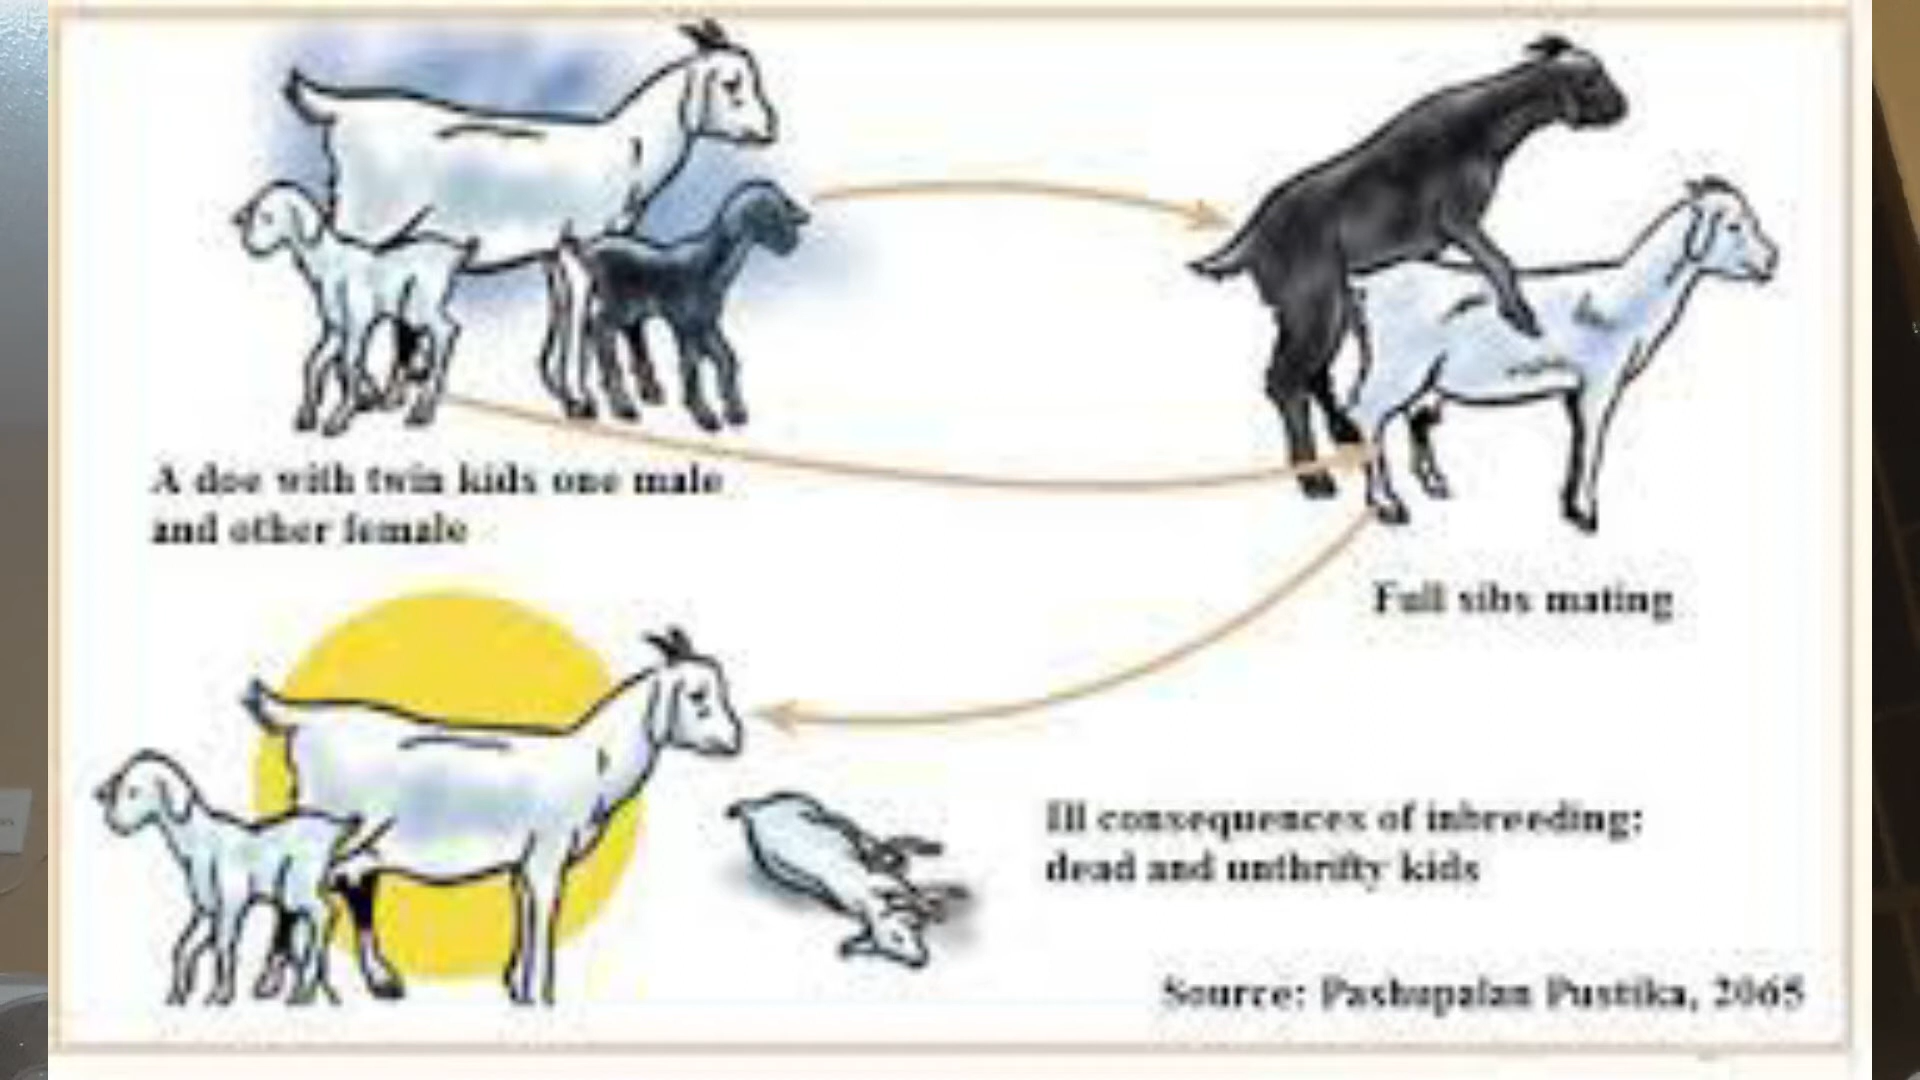 A doe with twin kids one male
and other female
Full sibs mating
Ill consequences of inbreeding:
dead and unthrifty kids
Source: Pashupalan Pustika, 2065